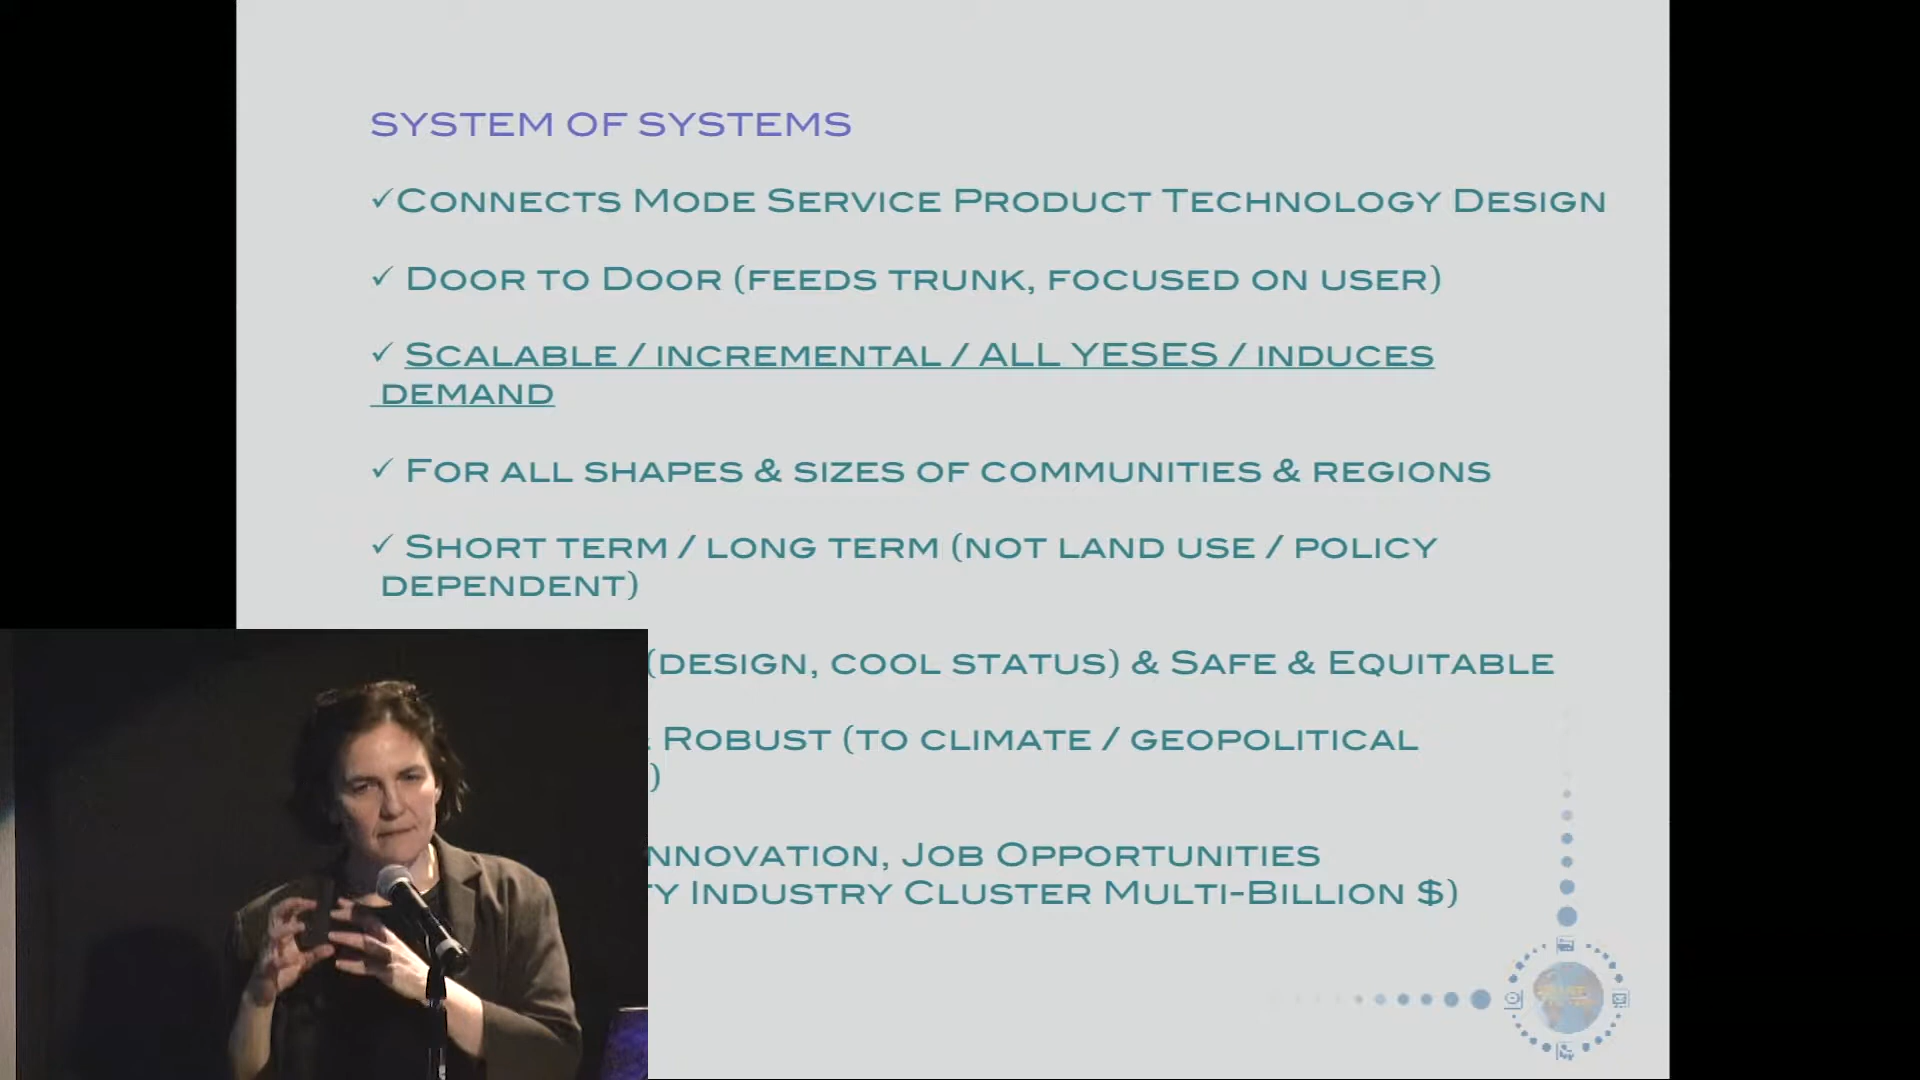 SYSTEM OF SYSTEMS
✓CONNECTS MODE SERVICE PRODUCT TECHNOLOGY DESIGN
✓ DOOR TO DOOR (FEEDS TRUNK, FOCUSED ON USER)
✓ SCALABLE / INCREMENTAL / ALL YESES / INDUCES
DEMAND
✓ FOR ALL SHAPES & SIZES OF COMMUNITIES & REGIONS
✓ SHORT TERM / LONG TERM (NOT LAND USE / POLICY
DEPENDENT)
(DESIGN, COOL STATUS) & SAFE & EQUITABLE
ROBUST (TO CLIMATE / GEOPOLITICAL
)
NNOVATION, JOB OPPORTUNITIES
TY INDUSTRY CLUSTER MULTI-BILLION $)